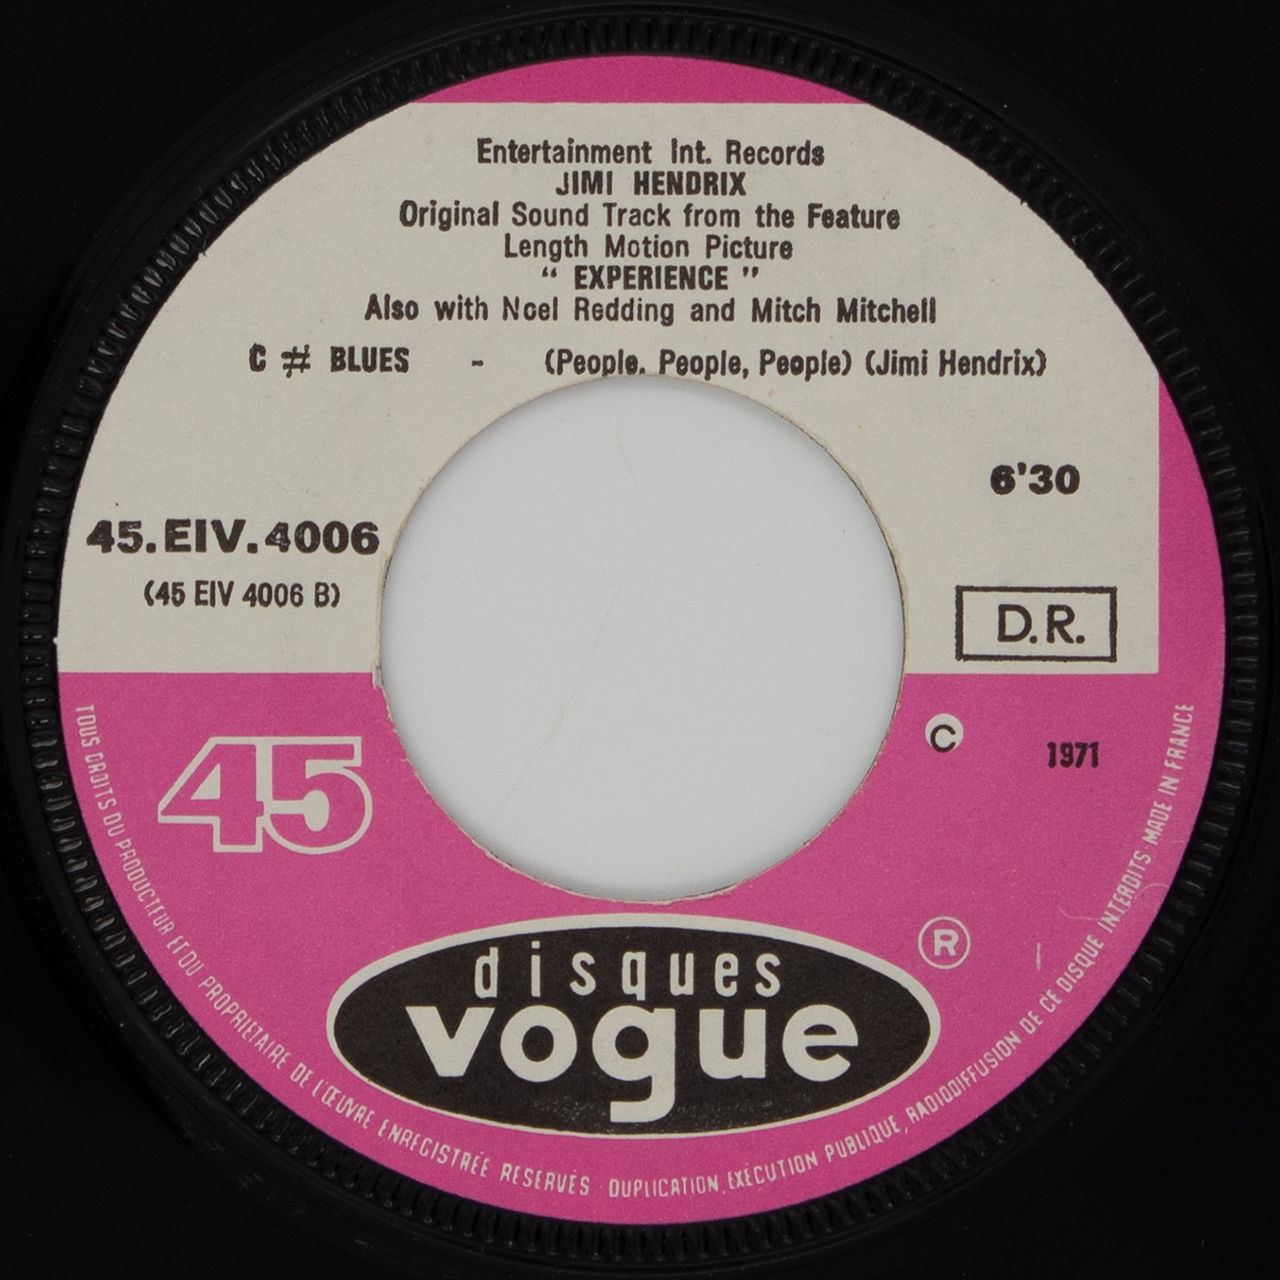 Entertainment Int. Records
JIMI HENDRIX
Original Sound Track from the Feature
Length Motion Picture
“ EXPERIENCE ”
Also with Noel Redding and Mitch Mitchell
C # BLUES - (People. People, People) (Jimi Hendrix)
6'30
45.EIV.4006
(45 EIV 4006 B)
D.R.
45
C 1971
R
disques
vogue
TOUS DROITS DU PRODUCTEUR ET DU PROPRIÉTAIRE DE L'ŒUVRE ENREGISTRÉE RESERVÉS · DUPLICATION, EXÉCUTION PUBLIQUE, RADIODIFFUSION DE CE DISQUE INTERDITS. MADE IN FRANCE